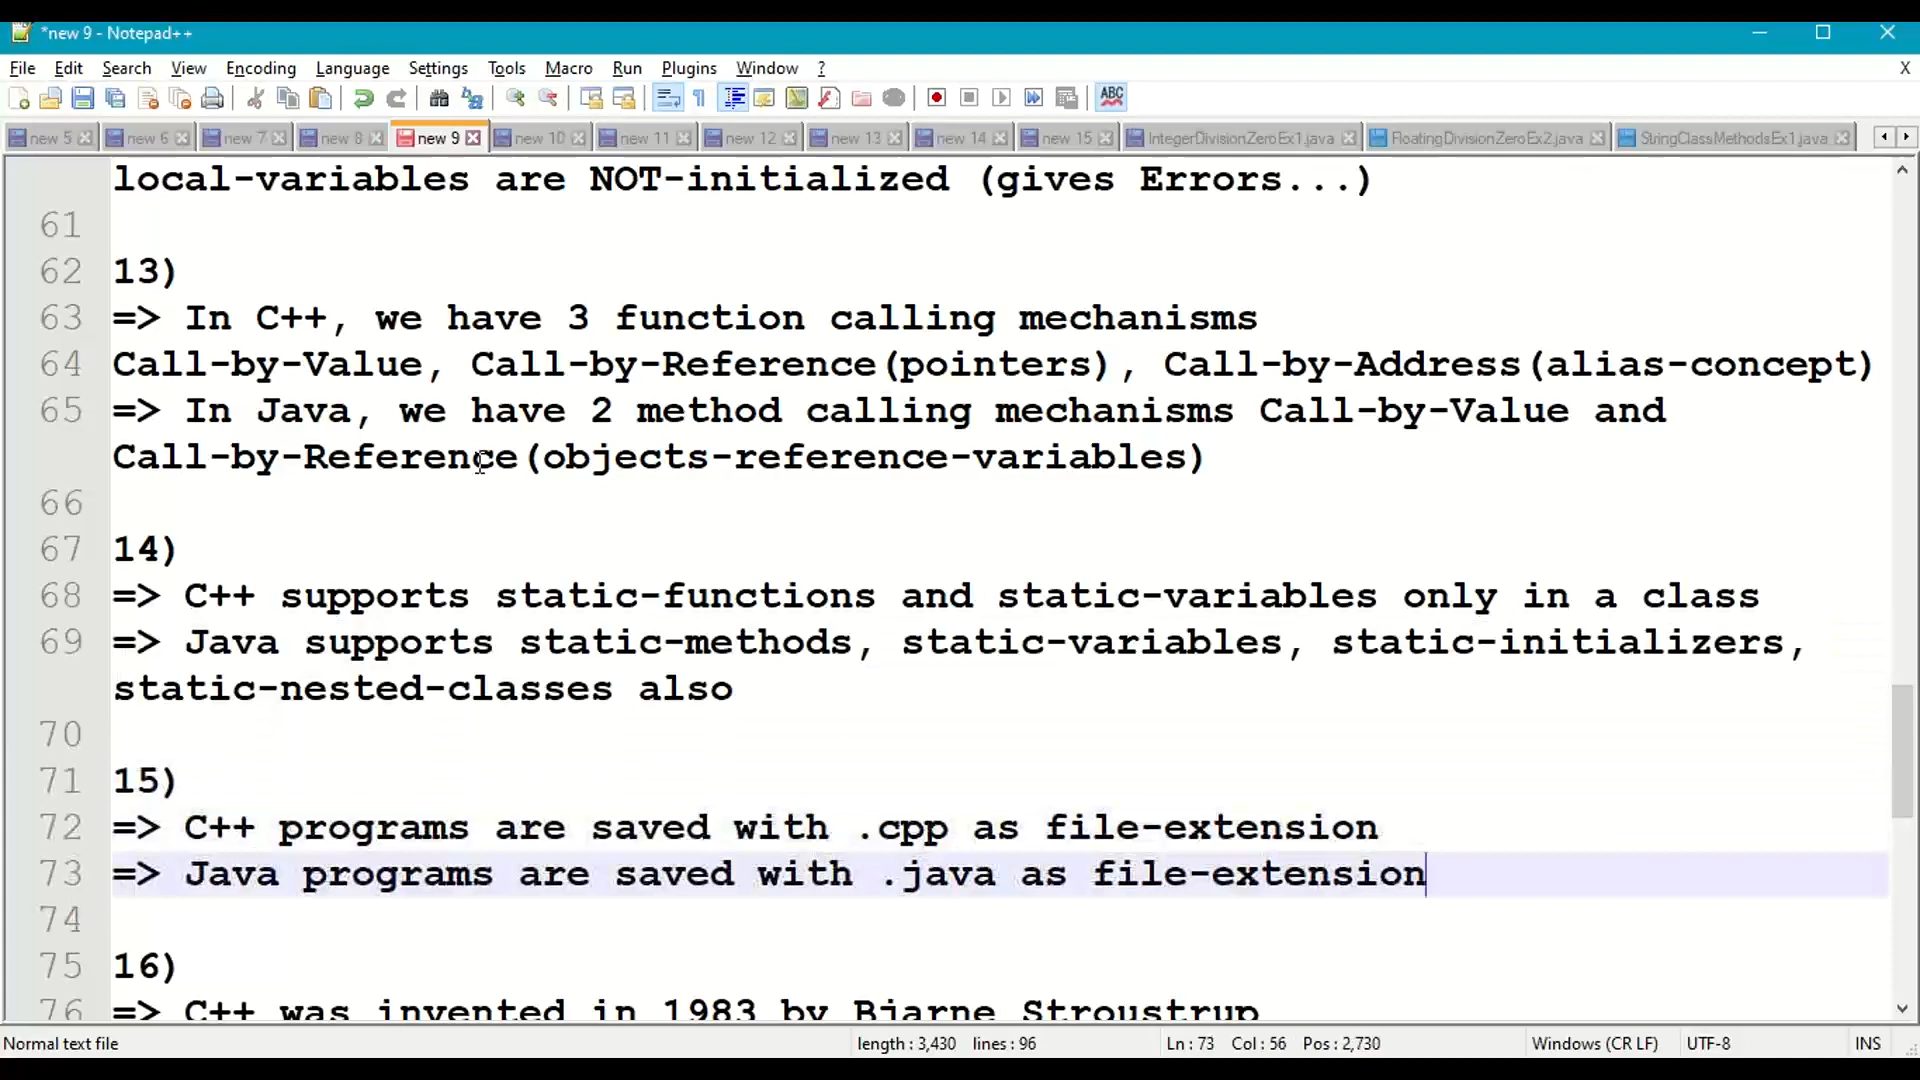 *new 9 - Notepad++
File Edit Search View Encoding Language Settings Tools Macro Run Plugins Window ? X
new 5 new 6 new 7 new 8 new 9 new 10 new 11 new 12 new 13 new 14 new 15 IntegerDivisionZeroEx1.java FloatingDivisionZeroEx2.java StringClassMethodsEx1.java
local-variables are NOT-initialized (gives Errors...)
61
62 13)
63 => In C++, we have 3 function calling mechanisms
64 Call-by-Value, Call-by-Reference(pointers), Call-by-Address(alias-concept)
65 => In Java, we have 2 method calling mechanisms Call-by-Value and
Call-by-Reference(objects-reference-variables)
66
67 14)
68 => C++ supports static-functions and static-variables only in a class
69 => Java supports static-methods, static-variables, static-initializers,
static-nested-classes also
70
71 15)
72 => C++ programs are saved with .cpp as file-extension
73 => Java programs are saved with .java as file-extension
74
75 16)
76 => C++ was invented in 1983 by Bjarne Stroustrup
Normal text file length : 3,430 lines : 96 Ln : 73 Col : 56 Pos : 2,730 Windows (CR LF) UTF-8 INS